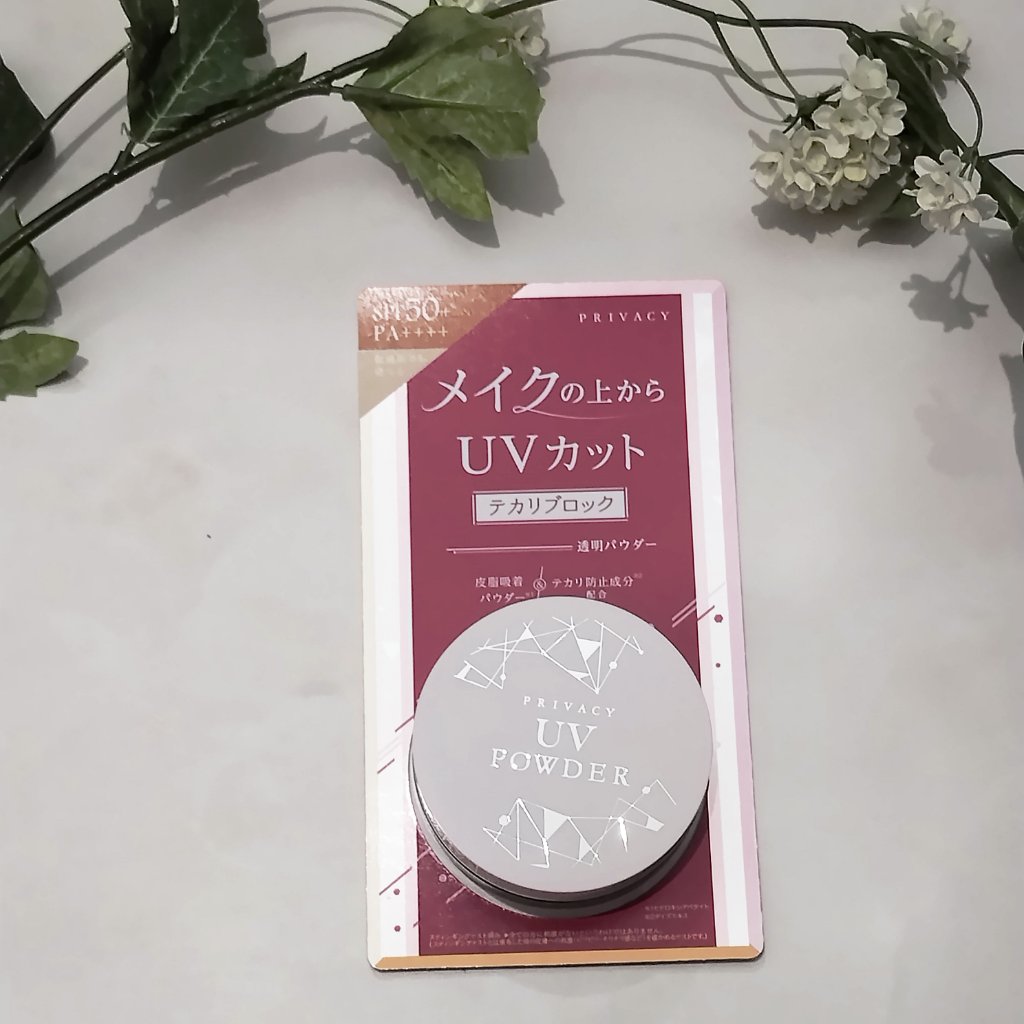 SPF50+
PA++++
PRIVACY
メイクの上から
UVカット
テカリブロック
透明パウダー
皮脂吸着
パウダー
&
テカリ防止成分
配合
PRIVACY
UV
POWDER